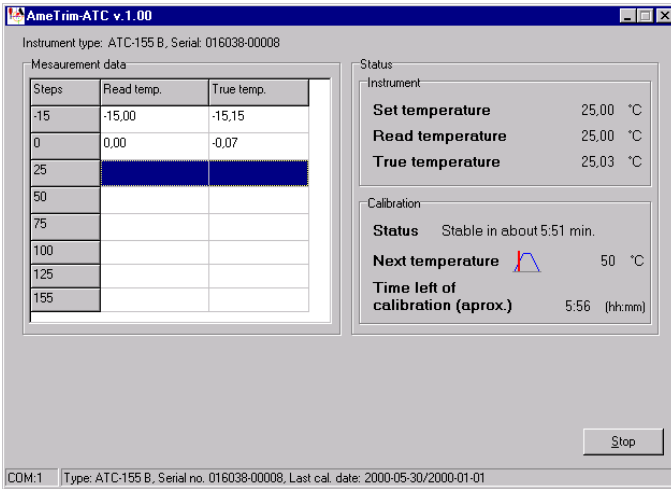 AmeTrim-ATC v.1.00
Instrument type: ATC-155 B, Serial: 016038-00008
Mesaurement data
Steps Read temp. True temp.
-15 -15,00 -15,15
0 0,00 -0,07
25
50
75
100
125
155
Status
Instrument
Set temperature 25,00 °C
Read temperature 25,00 °C
True temperature 25,03 °C
Calibration
Status Stable in about 5:51 min.
Next temperature 50 °C
Time left of
calibration (aprox.) 5:56 (hh:mm)
Stop
COM:1 Type: ATC-155 B, Serial no. 016038-00008, Last cal. date: 2000-05-30/2000-01-01